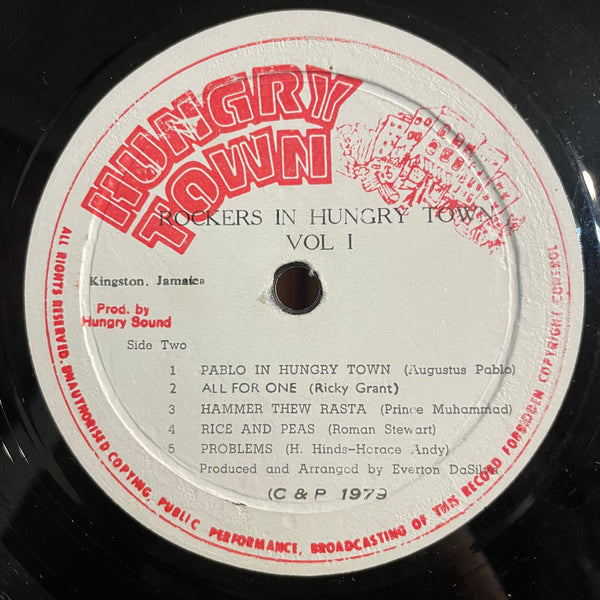 HUNGRY
TOWN
ROCKERS IN HUNGRY TOWN
VOL I
Kingston, Jamaica
Prod. by
Hungry Sound
Side Two
1 PABLO IN HUNGRY TOWN (Augustus Pablo)
2 ALL FOR ONE (Ricky Grant)
3 HAMMER THEW RASTA (Prince Muhammad)
4 RICE AND PEAS (Roman Stewart)
5 PROBLEMS (H. Hinds-Horace Andy)
Produced and Arranged by Everton DaSilva
(C & P 1979
ALL RIGHTS RESERVED. UNAUTHORISED COPYING, PUBLIC PERFORMANCE, BROADCASTING OF THIS RECORD FORBIDDEN COPYRIGHT CONTROL